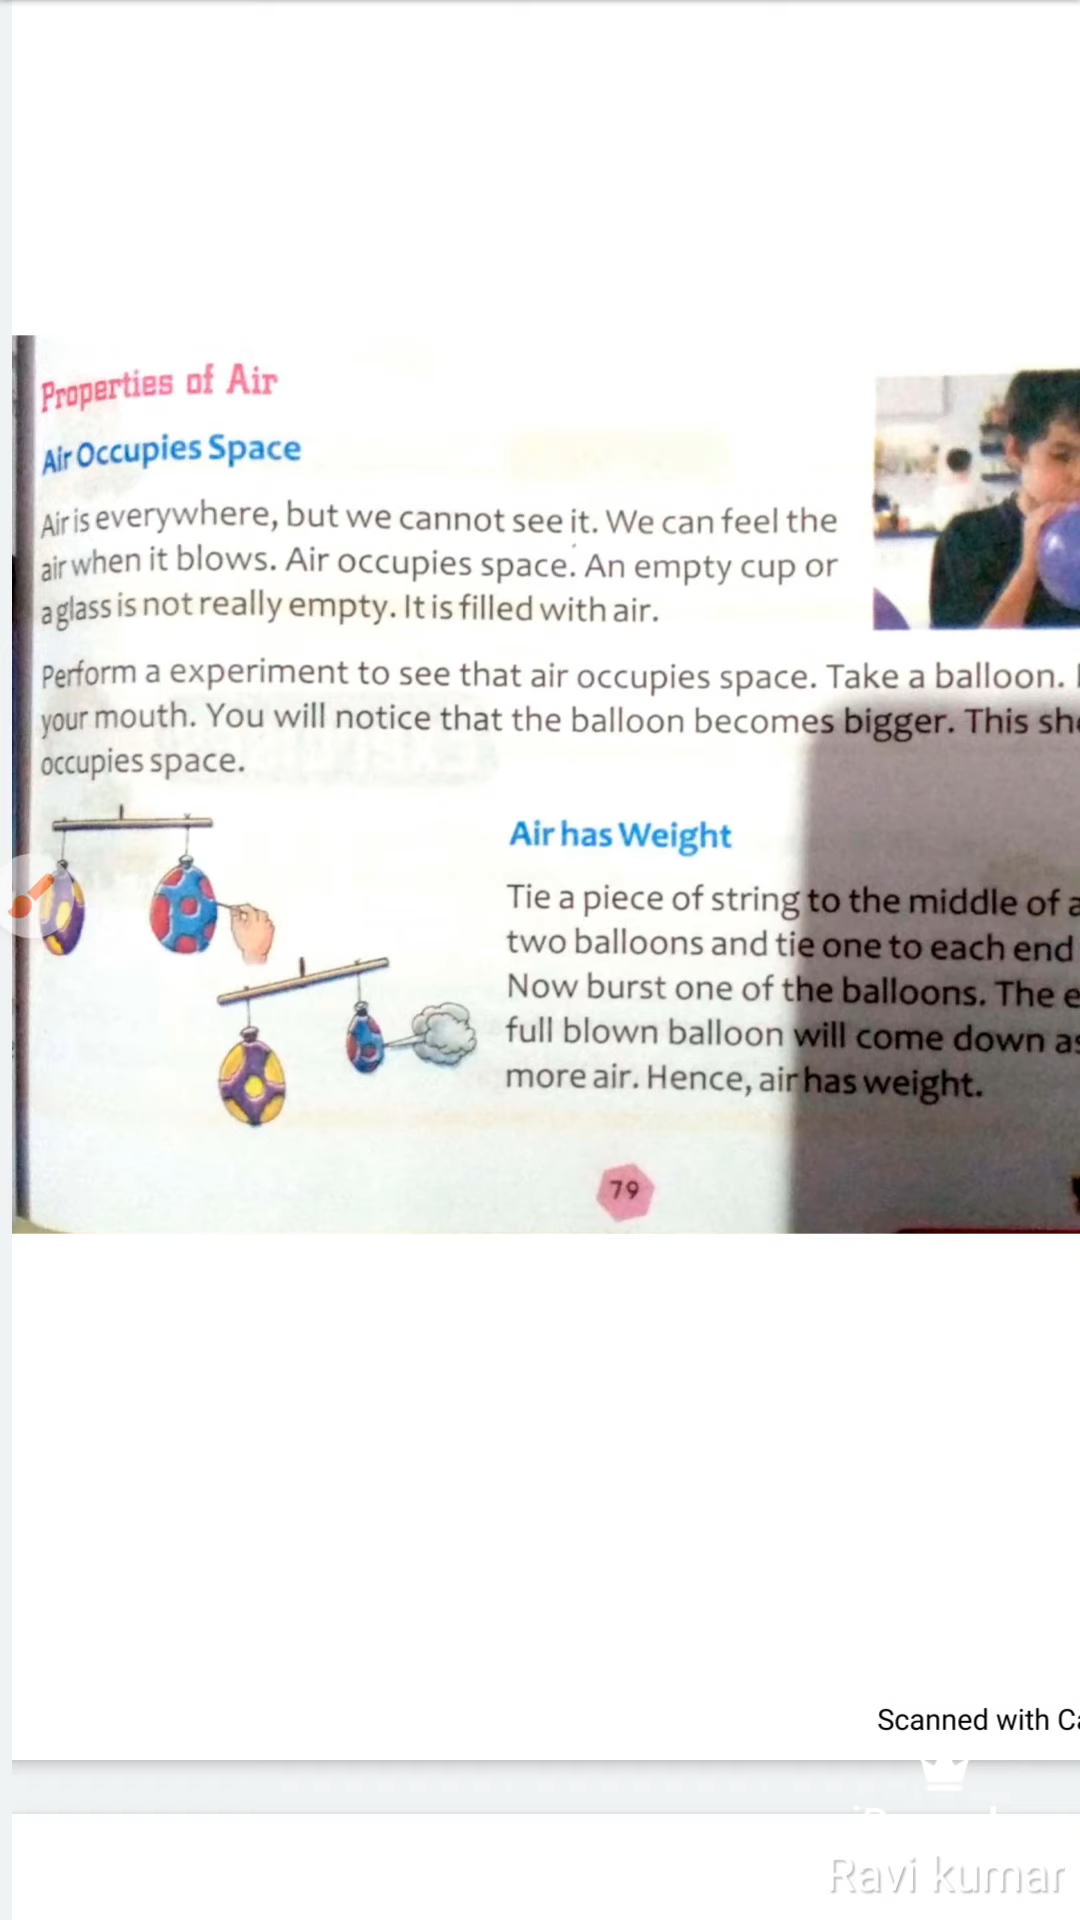 Properties of Air
Air Occupies Space
Air is everywhere, but we cannot see it. We can feel the
air when it blows. Air occupies space. An empty cup or
a glass is not really empty. It is filled with air.
Perform a experiment to see that air occupies space. Take a balloon.
your mouth. You will notice that the balloon becomes bigger. This
occupies space.
Air has Weight
Tie a piece of string to the middle of
two balloons and tie one to each end
Now burst one of the balloons. The
full blown balloon will come down
more air. Hence, air has weight.
79
Scanned with
Ravi kumar